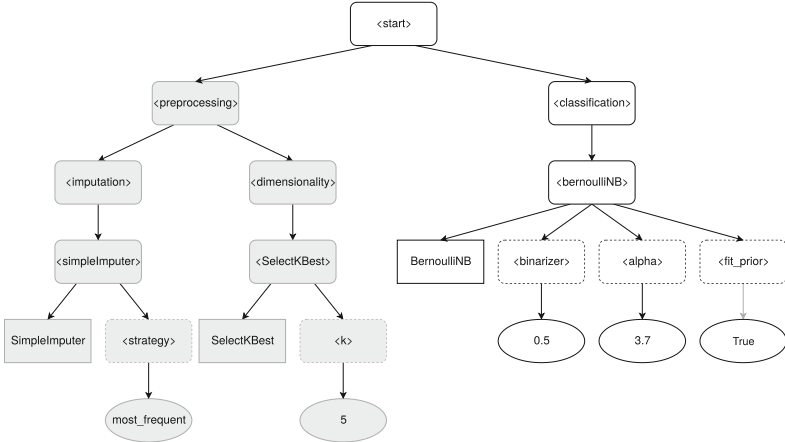 <start>
<preprocessing>
<classification>
<imputation>
<dimensionality>
<bernoulliNB>
<simpleImputer>
<SelectKBest>
BernoulliNB
<binarizer>
<alpha>
<fit_prior>
SimpleImputer
<strategy>
SelectKBest
<k>
0.5
3.7
True
most_frequent
5